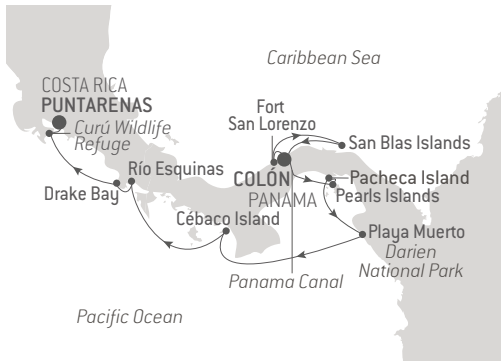 Caribbean Sea
COSTA RICA
PUNTARENAS
Curú Wildlife
Refuge
Fort
San Lorenzo
San Blas Islands
Río Esquinas
COLÓN
PANAMA
Pacheca Island
Pearls Islands
Drake Bay
Cébaco Island
Playa Muerto
Darien
National Park
Panama Canal
Pacific Ocean